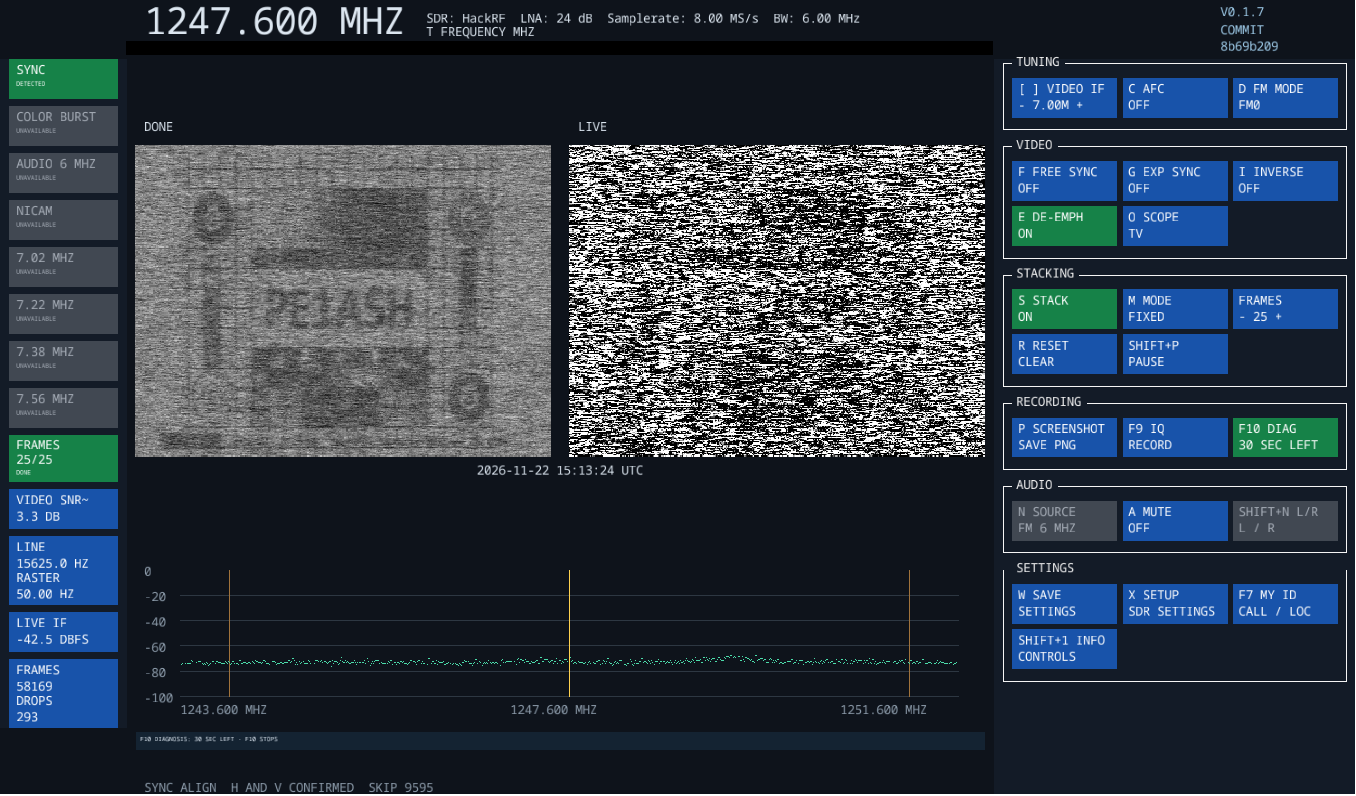 1247.600 MHZ
SDR: HackRF  LNA: 24 dB  Samplerate: 8.00 MS/s  BW: 6.00 MHz
T FREQUENCY MHZ
V0.1.7
COMMIT
8b69b209
SYNC
DETECTED
COLOR BURST
UNAVAILABLE
AUDIO 6 MHZ
UNAVAILABLE
NICAM
UNAVAILABLE
7.02 MHZ
UNAVAILABLE
7.22 MHZ
UNAVAILABLE
7.38 MHZ
UNAVAILABLE
7.56 MHZ
UNAVAILABLE
FRAMES
25/25
DONE
VIDEO SNR~
3.3 DB
LINE
15625.0 HZ
RASTER
50.00 HZ
LIVE IF
-42.5 DBFS
FRAMES
58169
DROPS
293
DONE
LIVE
2026-11-22 15:13:24 UTC
0
-20
-40
-60
-80
-100
1243.600 MHZ
1247.600 MHZ
1251.600 MHZ
F10 DIAGNOSIS: 30 SEC LEFT - F10 STOPS
SYNC ALIGN  H AND V CONFIRMED  SKIP 9595
TUNING
[ ] VIDEO IF
- 7.00M +
C AFC
OFF
D FM MODE
FM0
VIDEO
F FREE SYNC
OFF
G EXP SYNC
OFF
I INVERSE
OFF
E DE-EMPH
ON
O SCOPE
TV
STACKING
S STACK
ON
M MODE
FIXED
FRAMES
- 25 +
R RESET
CLEAR
SHIFT+P
PAUSE
RECORDING
P SCREENSHOT
SAVE PNG
F9 IQ
RECORD
F10 DIAG
30 SEC LEFT
AUDIO
N SOURCE
FM 6 MHZ
A MUTE
OFF
SHIFT+N L/R
L / R
SETTINGS
W SAVE
SETTINGS
X SETUP
SDR SETTINGS
F7 MY ID
CALL / LOC
SHIFT+1 INFO
CONTROLS